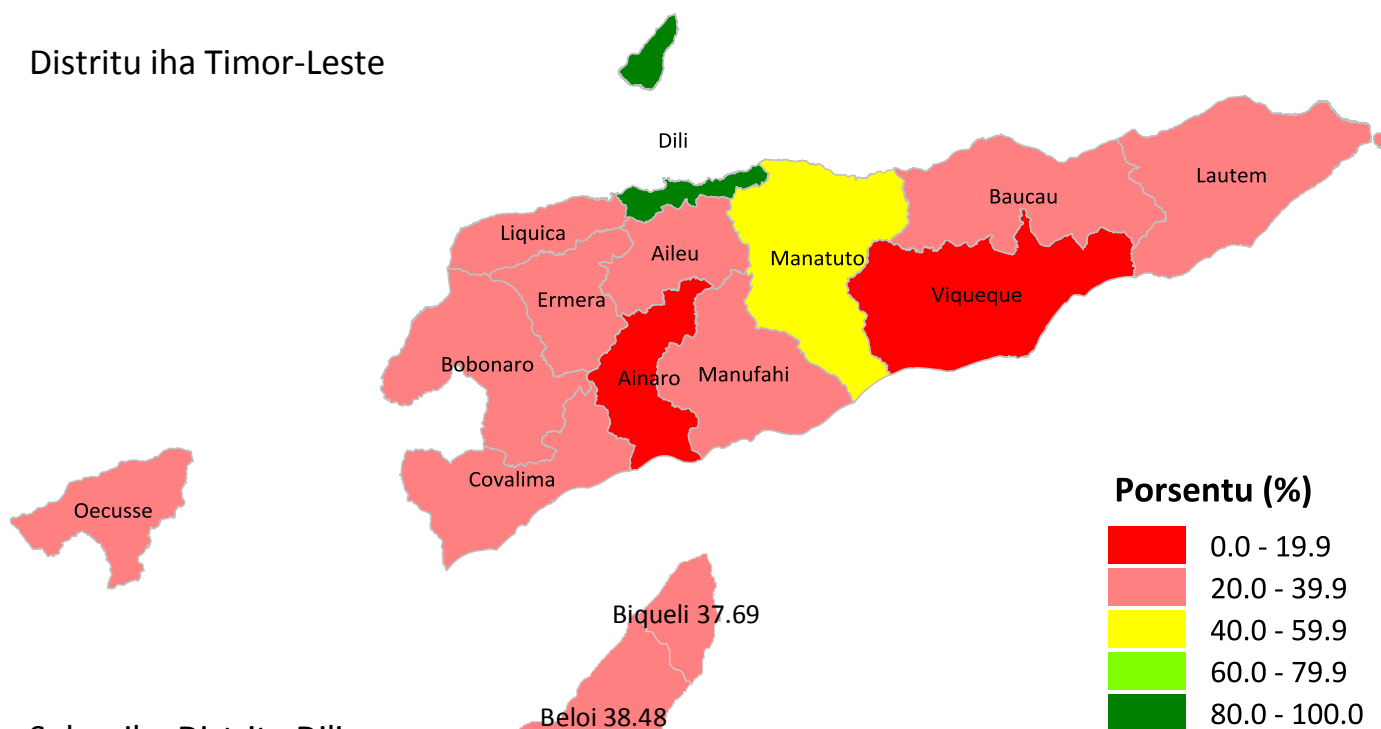 Distritu iha Timor-Leste
Dili
Lautem
Baucau
Liquica
Aileu
Manatuto
Viqueque
Ermera
Bobonaro
Ainaro
Manufahi
Covalima
Oecusse
Porsentu (%)
0.0 - 19.9
20.0 - 39.9
40.0 - 59.9
60.0 - 79.9
80.0 - 100.0
Biqueli 37.69
Beloi 38.48